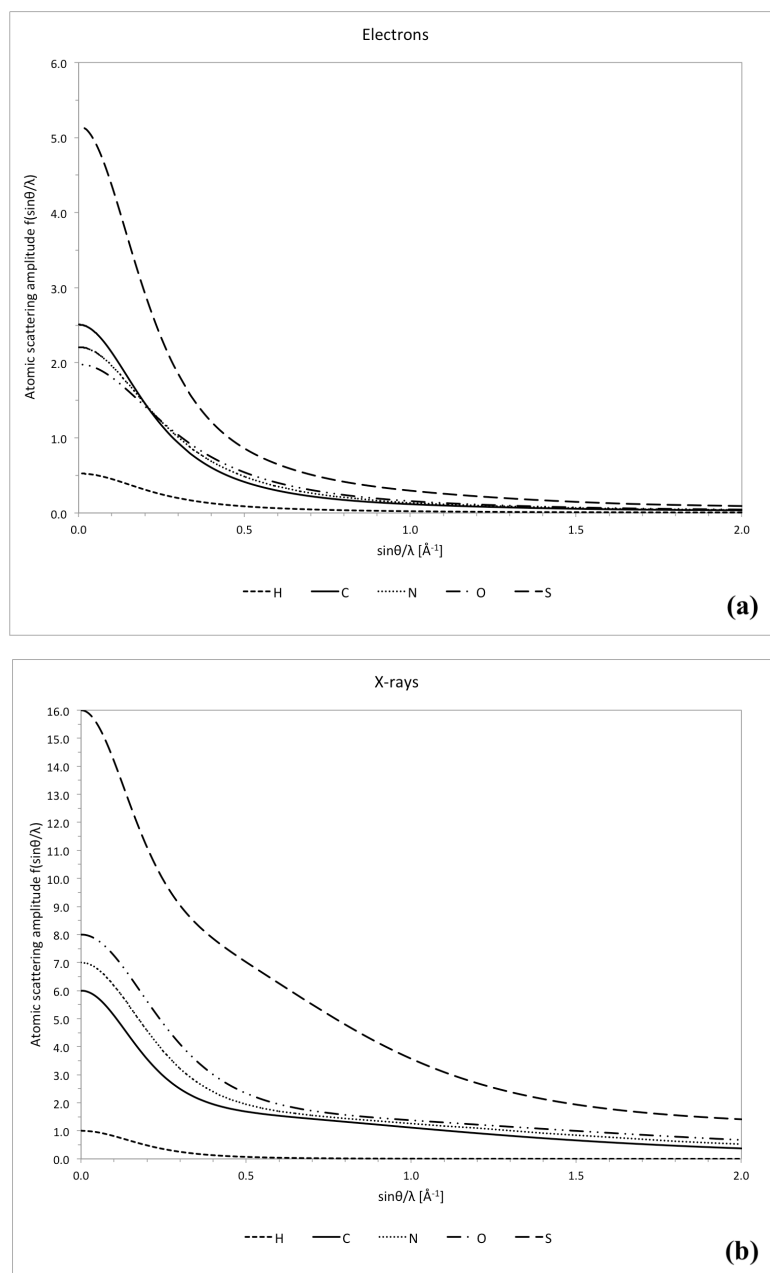 Electrons
6.0
5.0
4.0
3.0
2.0
1.0
0.0
Atomic scattering amplitude f(sinθ/λ)
0.0 0.5 1.0 1.5 2.0
sinθ/λ [Å⁻¹]
H C N O S
(a)
X-rays
16.0
15.0
14.0
13.0
12.0
11.0
10.0
9.0
8.0
7.0
6.0
5.0
4.0
3.0
2.0
1.0
0.0
Atomic scattering amplitude f(sinθ/λ)
0.0 0.5 1.0 1.5 2.0
sinθ/λ [Å⁻¹]
H C N O S
(b)